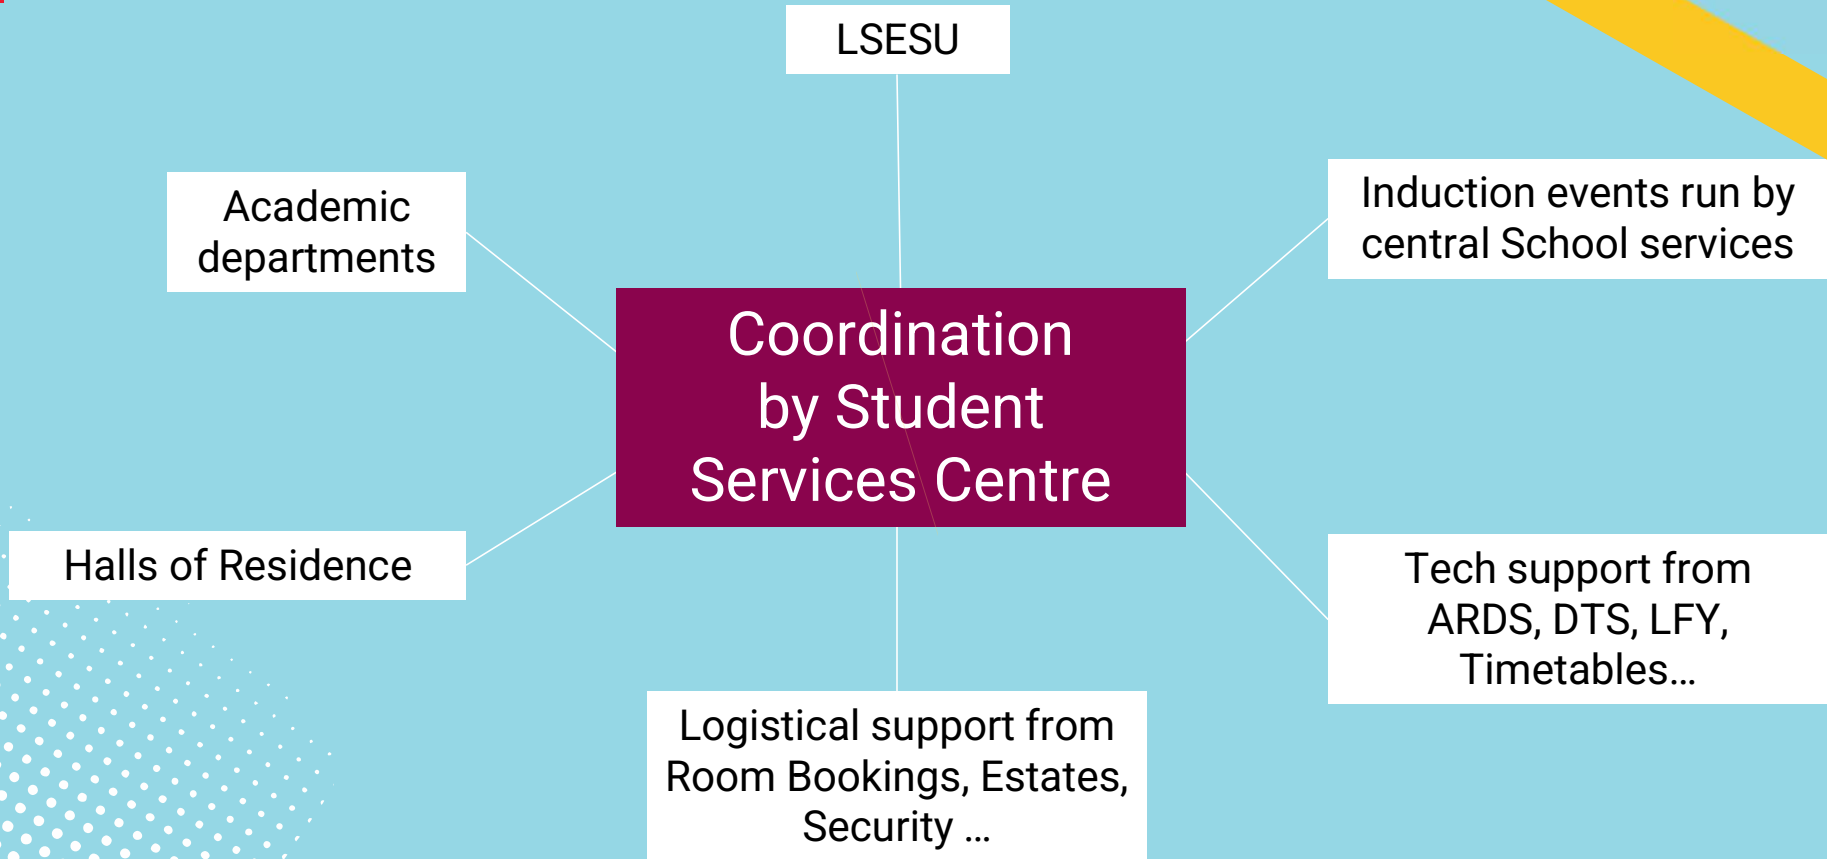 LSESU
Academic
departments
Induction events run by
central School services
Coordination
by Student
Services Centre
Halls of Residence
Tech support from
ARDS, DTS, LFY,
Timetables…
Logistical support from
Room Bookings, Estates,
Security …